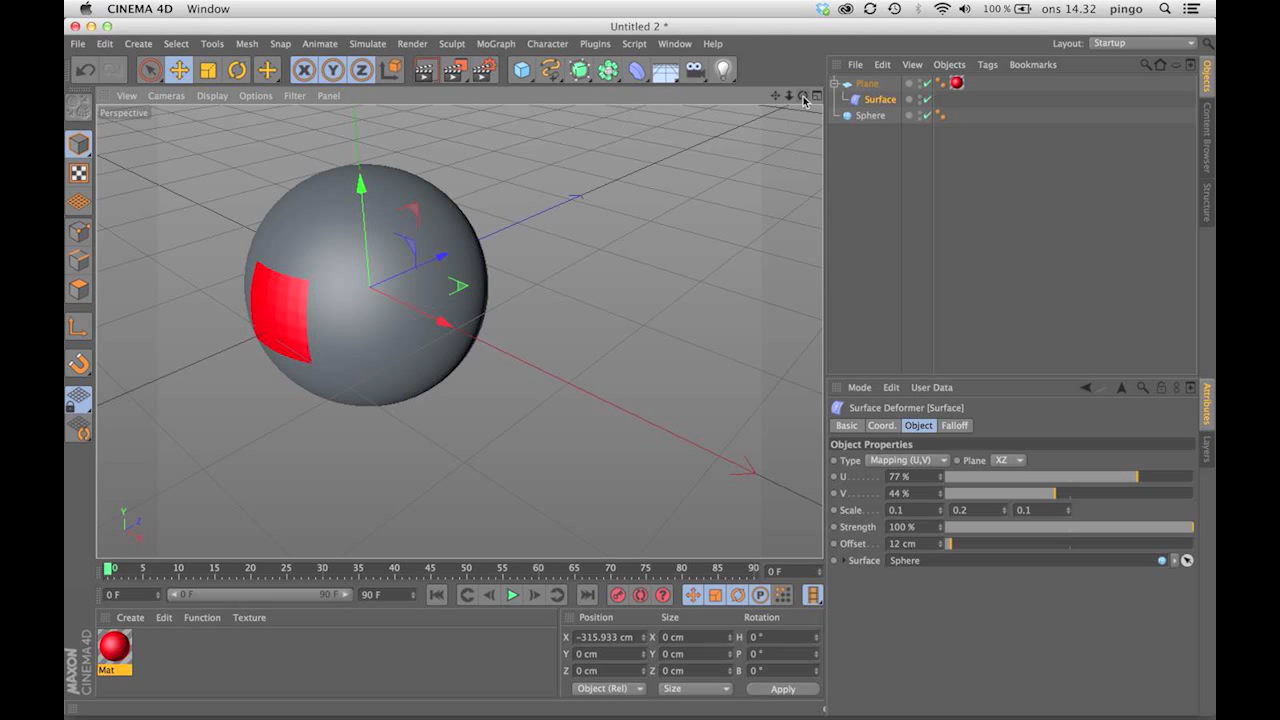 CINEMA 4D Window 100 % ons 14.32 pingo
Untitled 2 *
File Edit Create Select Tools Mesh Snap Animate Simulate Render Sculpt MoGraph Character Plugins Script Window Help Layout: Startup
X Y Z
File Edit View Objects Tags Bookmarks
View Cameras Display Options Filter Panel
Perspective
Plane
Surface
Sphere
Objects
Content Browser
Structure
Mode Edit User Data
Surface Deformer [Surface]
Basic Coord. Object Falloff
Object Properties
Type Mapping (U,V) Plane XZ
U 77 %
V 44 %
Scale 0.1 0.2 0.1
Strength 100 %
Offset 12 cm
Surface Sphere
Attributes
Layers
Y
Z
X
0 5 10 15 20 25 30 35 40 45 50 55 60 65 70 75 80 85 90 0 F
0 F 0 F 90 F 90 F
Create Edit Function Texture
Mat
Position Size Rotation
X -315.933 cm X 0 cm H 0 °
Y 0 cm Y 0 cm P 0 °
Z 0 cm Z 0 cm B 0 °
Object (Rel) Size Apply
MAXON
CINEMA 4D